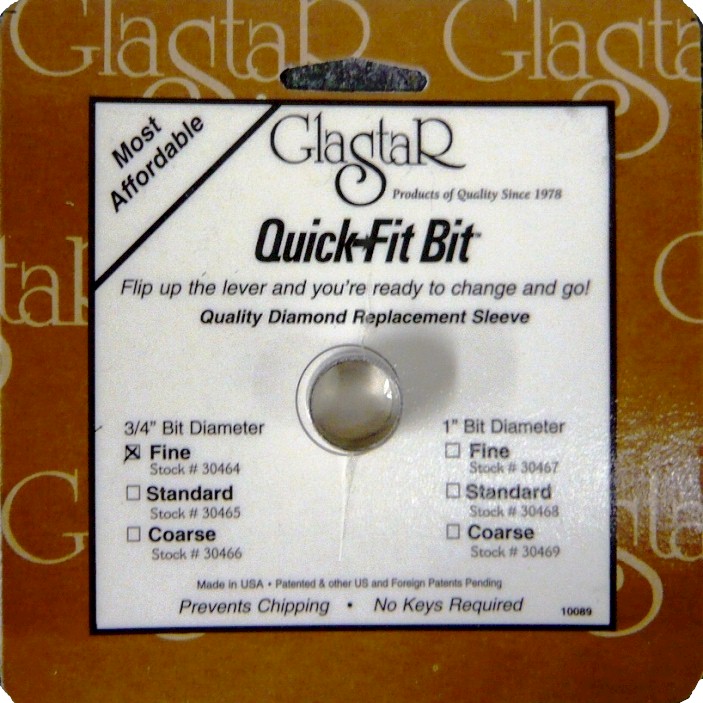 GlastaR GlastaR
Most
Affordable
GlastaR
Products of Quality Since 1978
Quick-Fit Bit™
Flip up the lever and you're ready to change and go!
Quality Diamond Replacement Sleeve
3/4" Bit Diameter
☒ Fine
Stock # 30464
☐ Standard
Stock # 30465
☐ Coarse
Stock # 30466
1" Bit Diameter
☐ Fine
Stock # 30467
☐ Standard
Stock # 30468
☐ Coarse
Stock # 30469
Made in USA • Patented & other US and Foreign Patents Pending
Prevents Chipping • No Keys Required
10089